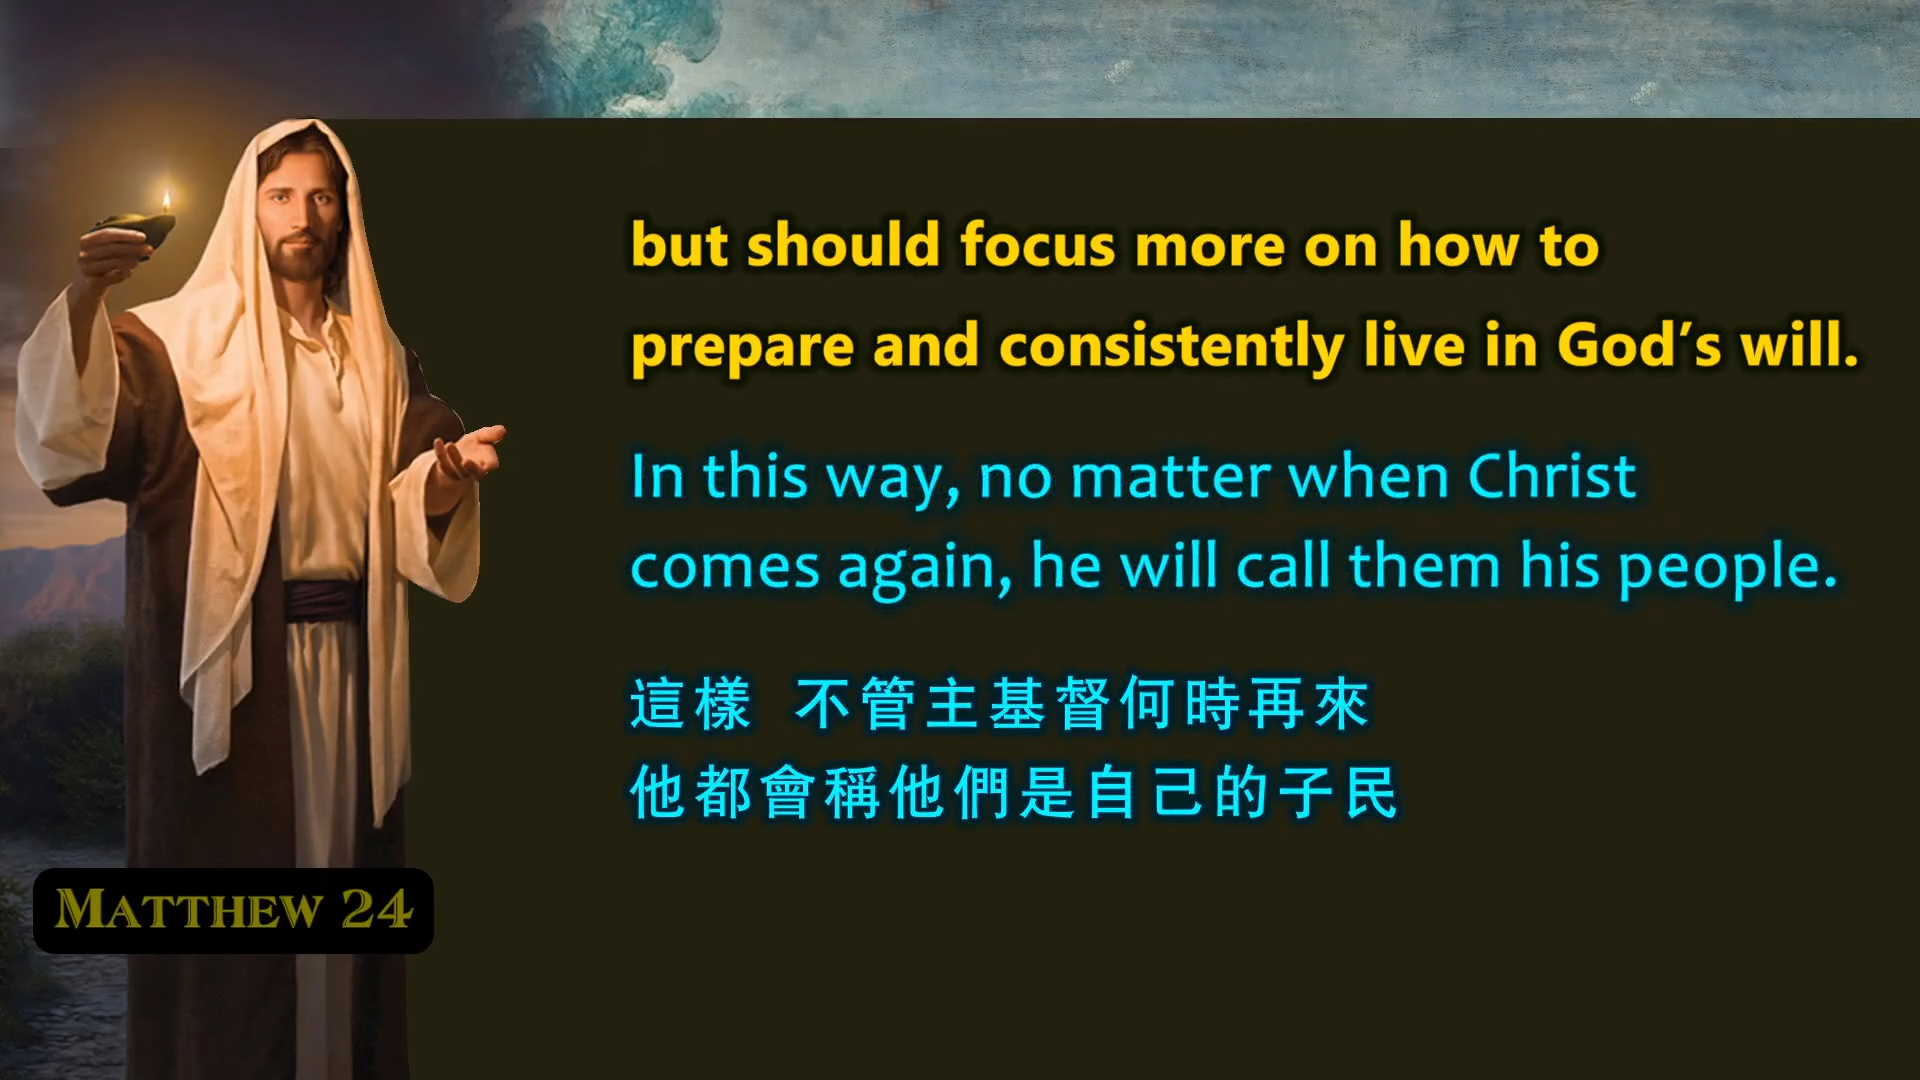 but should focus more on how to
prepare and consistently live in God’s will.
In this way, no matter when Christ
comes again, he will call them his people.
這樣 不管主基督何時再來
他都會稱他們是自己的子民
MATTHEW 24